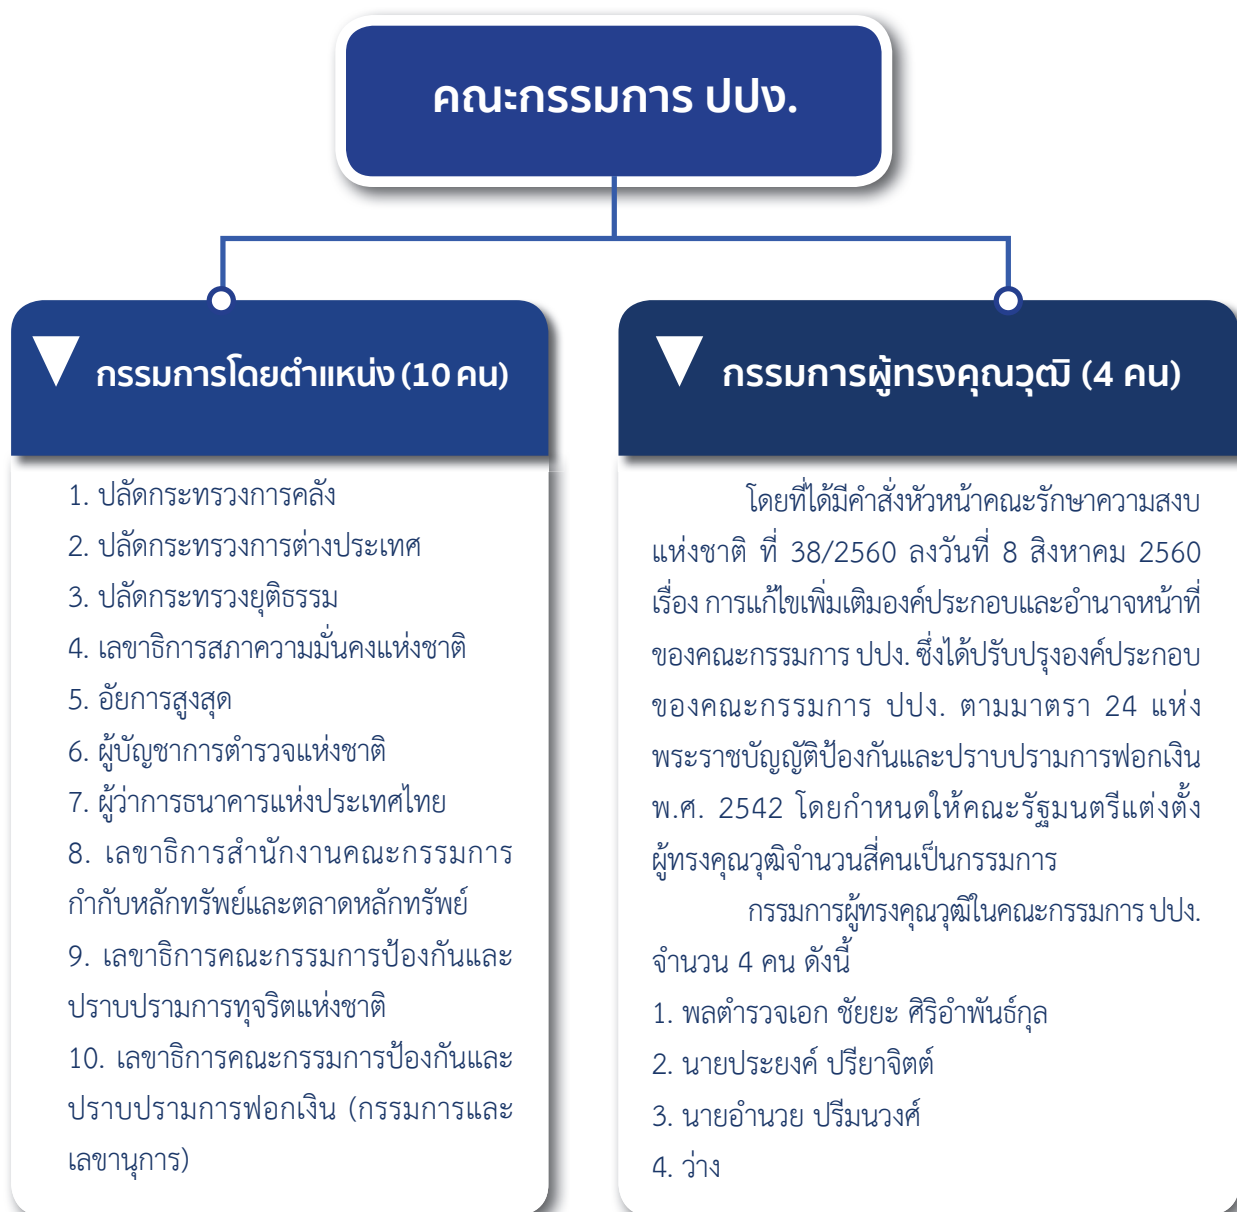 คณะกรรมการ ปปง.
กรรมการโดยตำแหน่ง (10 คน)
1. ปลัดกระทรวงการคลัง
2. ปลัดกระทรวงการต่างประเทศ
3. ปลัดกระทรวงยุติธรรม
4. เลขาธิการสภาความมั่นคงแห่งชาติ
5. อัยการสูงสุด
6. ผู้บัญชาการตำรวจแห่งชาติ
7. ผู้ว่าการธนาคารแห่งประเทศไทย
8. เลขาธิการสำนักงานคณะกรรมการ
กำกับหลักทรัพย์และตลาดหลักทรัพย์
9. เลขาธิการคณะกรรมการป้องกันและ
ปราบปรามการทุจริตแห่งชาติ
10. เลขาธิการคณะกรรมการป้องกันและ
ปราบปรามการฟอกเงิน (กรรมการและ
เลขานุการ)
กรรมการผู้ทรงคุณวุฒิ (4 คน)
โดยที่ได้มีคำสั่งหัวหน้าคณะรักษาความสงบ
แห่งชาติ ที่ 38/2560 ลงวันที่ 8 สิงหาคม 2560
เรื่อง การแก้ไขเพิ่มเติมองค์ประกอบและอำนาจหน้าที่
ของคณะกรรมการ ปปง. ซึ่งได้ปรับปรุงองค์ประกอบ
ของคณะกรรมการ ปปง. ตามมาตรา 24 แห่ง
พระราชบัญญัติป้องกันและปราบปรามการฟอกเงิน
พ.ศ. 2542 โดยกำหนดให้คณะรัฐมนตรีแต่งตั้ง
ผู้ทรงคุณวุฒิจำนวนสี่คนเป็นกรรมการ
กรรมการผู้ทรงคุณวุฒิในคณะกรรมการ ปปง.
จำนวน 4 คน ดังนี้
1. พลตำรวจเอก ชัยยะ ศิริอำพันธ์กุล
2. นายประยงค์ ปรียาจิตต์
3. นายอำนวย ปรีมนวงศ์
4. ว่าง